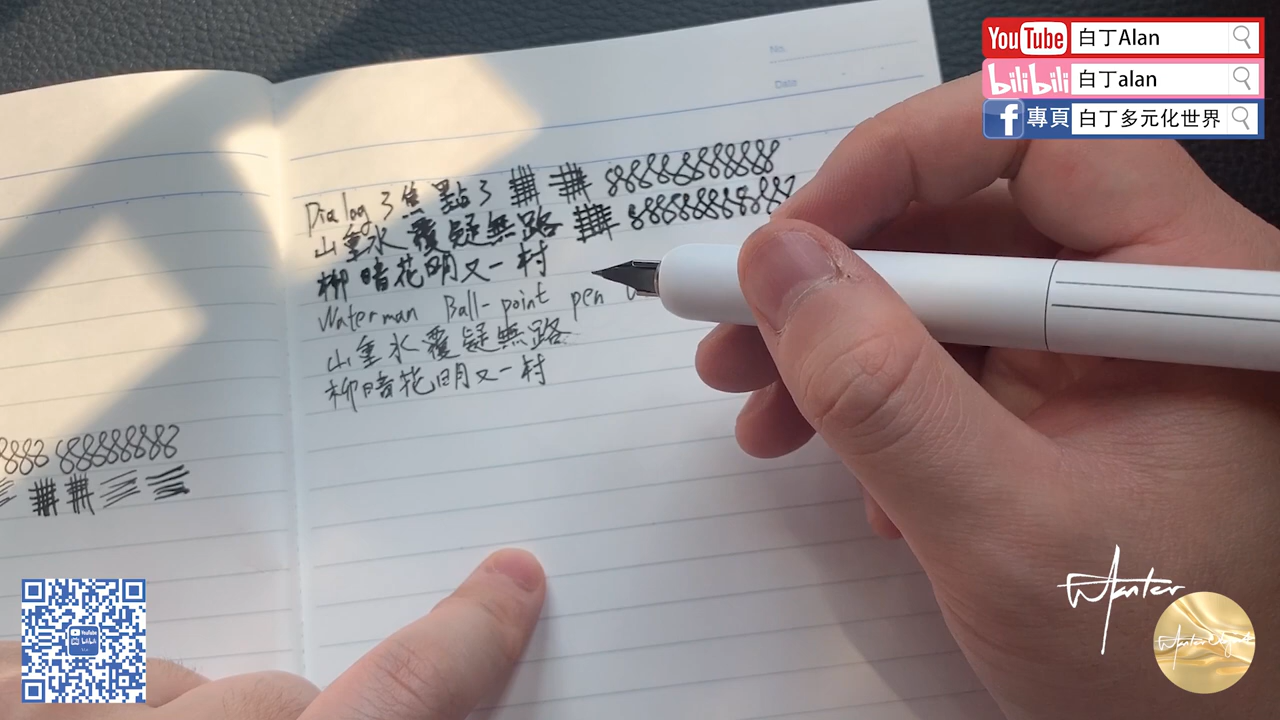 YouTube 白丁Alan
bilibili 白丁alan
f 專頁 白丁多元化世界
No.
Date
Dialog 3 焦點 3
山重水覆疑無路
柳暗花明又一村
Waterman Ball-point pen
山重水覆疑無路
柳暗花明又一村